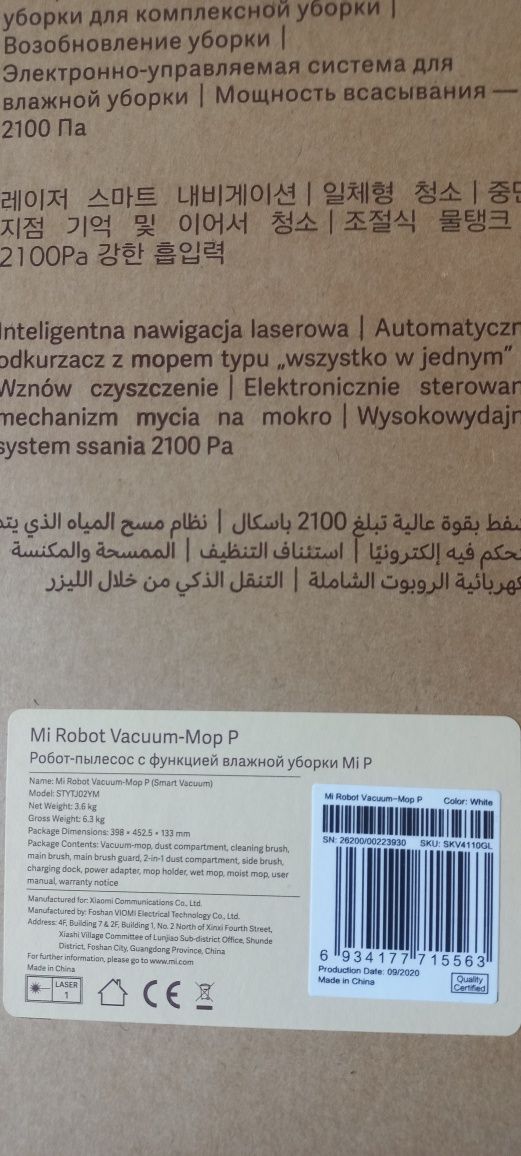 уборки для комплексной уборки |
Возобновление уборки |
Электронно-управляемая система для
влажной уборки | Мощность всасывания —
2100 Па
레이저 스마트 내비게이션 | 일체형 청소 |
지점 기억 및 이어서 청소 | 조절식 물탱크
2100Pa 강한 흡입력
Inteligentna nawigacja laserowa | Automatyczn
odkurzacz z mopem typu „wszystko w jednym”
Wznów czyszczenie | Elektronicznie sterowan
mechanizm mycia na mokro | Wysokowydajn
system ssania 2100 Pa
شفط بقوة عالية تبلغ 2100 باسكال | نظام مسح المياه الذي يتم
تحكم فيه إلكترونيًا | استئناف التنظيف | الممسحة والمكنسة
كهربائية الروبوت الشاملة | التنقل الذكي من خلال الليزر
Mi Robot Vacuum-Mop P
Робот-пылесос с функцией влажной уборки Mi P
Name: Mi Robot Vacuum-Mop P (Smart Vacuum)
Model: STYTJ02YM
Net Weight: 3.6 kg
Gross Weight: 6.3 kg
Package Dimensions: 398 × 452.5 × 133 mm
Package Contents: Vacuum-mop, dust compartment, cleaning brush,
main brush, main brush guard, 2-in-1 dust compartment, side brush,
charging dock, power adapter, mop holder, wet mop, moist mop, user
manual, warranty notice
Manufactured for: Xiaomi Communications Co., Ltd.
Manufactured by: Foshan VIOMI Electrical Technology Co., Ltd.
Address: 4F, Building 7 & 2F, Building 1, No. 2 North of Xinxi Fourth Street,
Xiashi Village Committee of Lunjiao Sub-district Office, Shunde
District, Foshan City, Guangdong Province, China
For further information, please go to www.mi.com
Made in China
LASER
1
CE
Mi Robot Vacuum-Mop P Color: White
SN: 26200/00223930 SKU: SKV4110GL
6 934177 715563
Production Date: 09/2020
Made in China
Quality
Certified